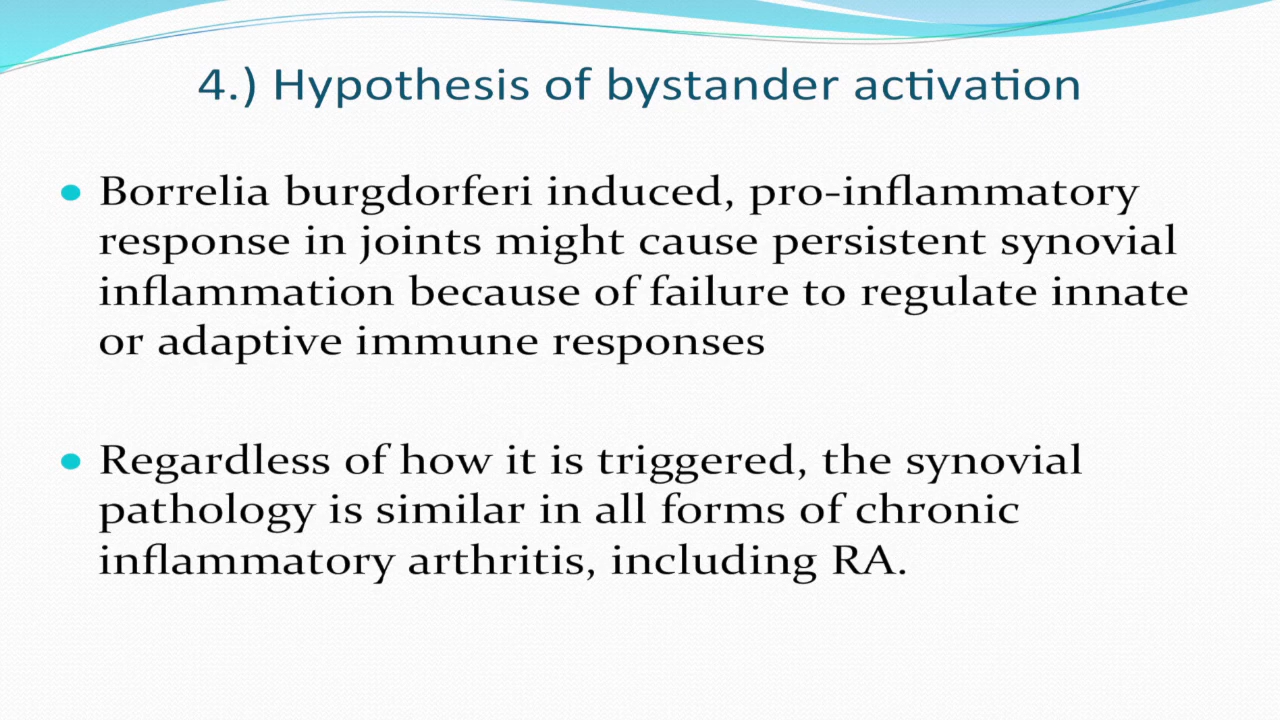 4.) Hypothesis of bystander activation
• Borrelia burgdorferi induced, pro-inflammatory
response in joints might cause persistent synovial
inflammation because of failure to regulate innate
or adaptive immune responses
• Regardless of how it is triggered, the synovial
pathology is similar in all forms of chronic
inflammatory arthritis, including RA.